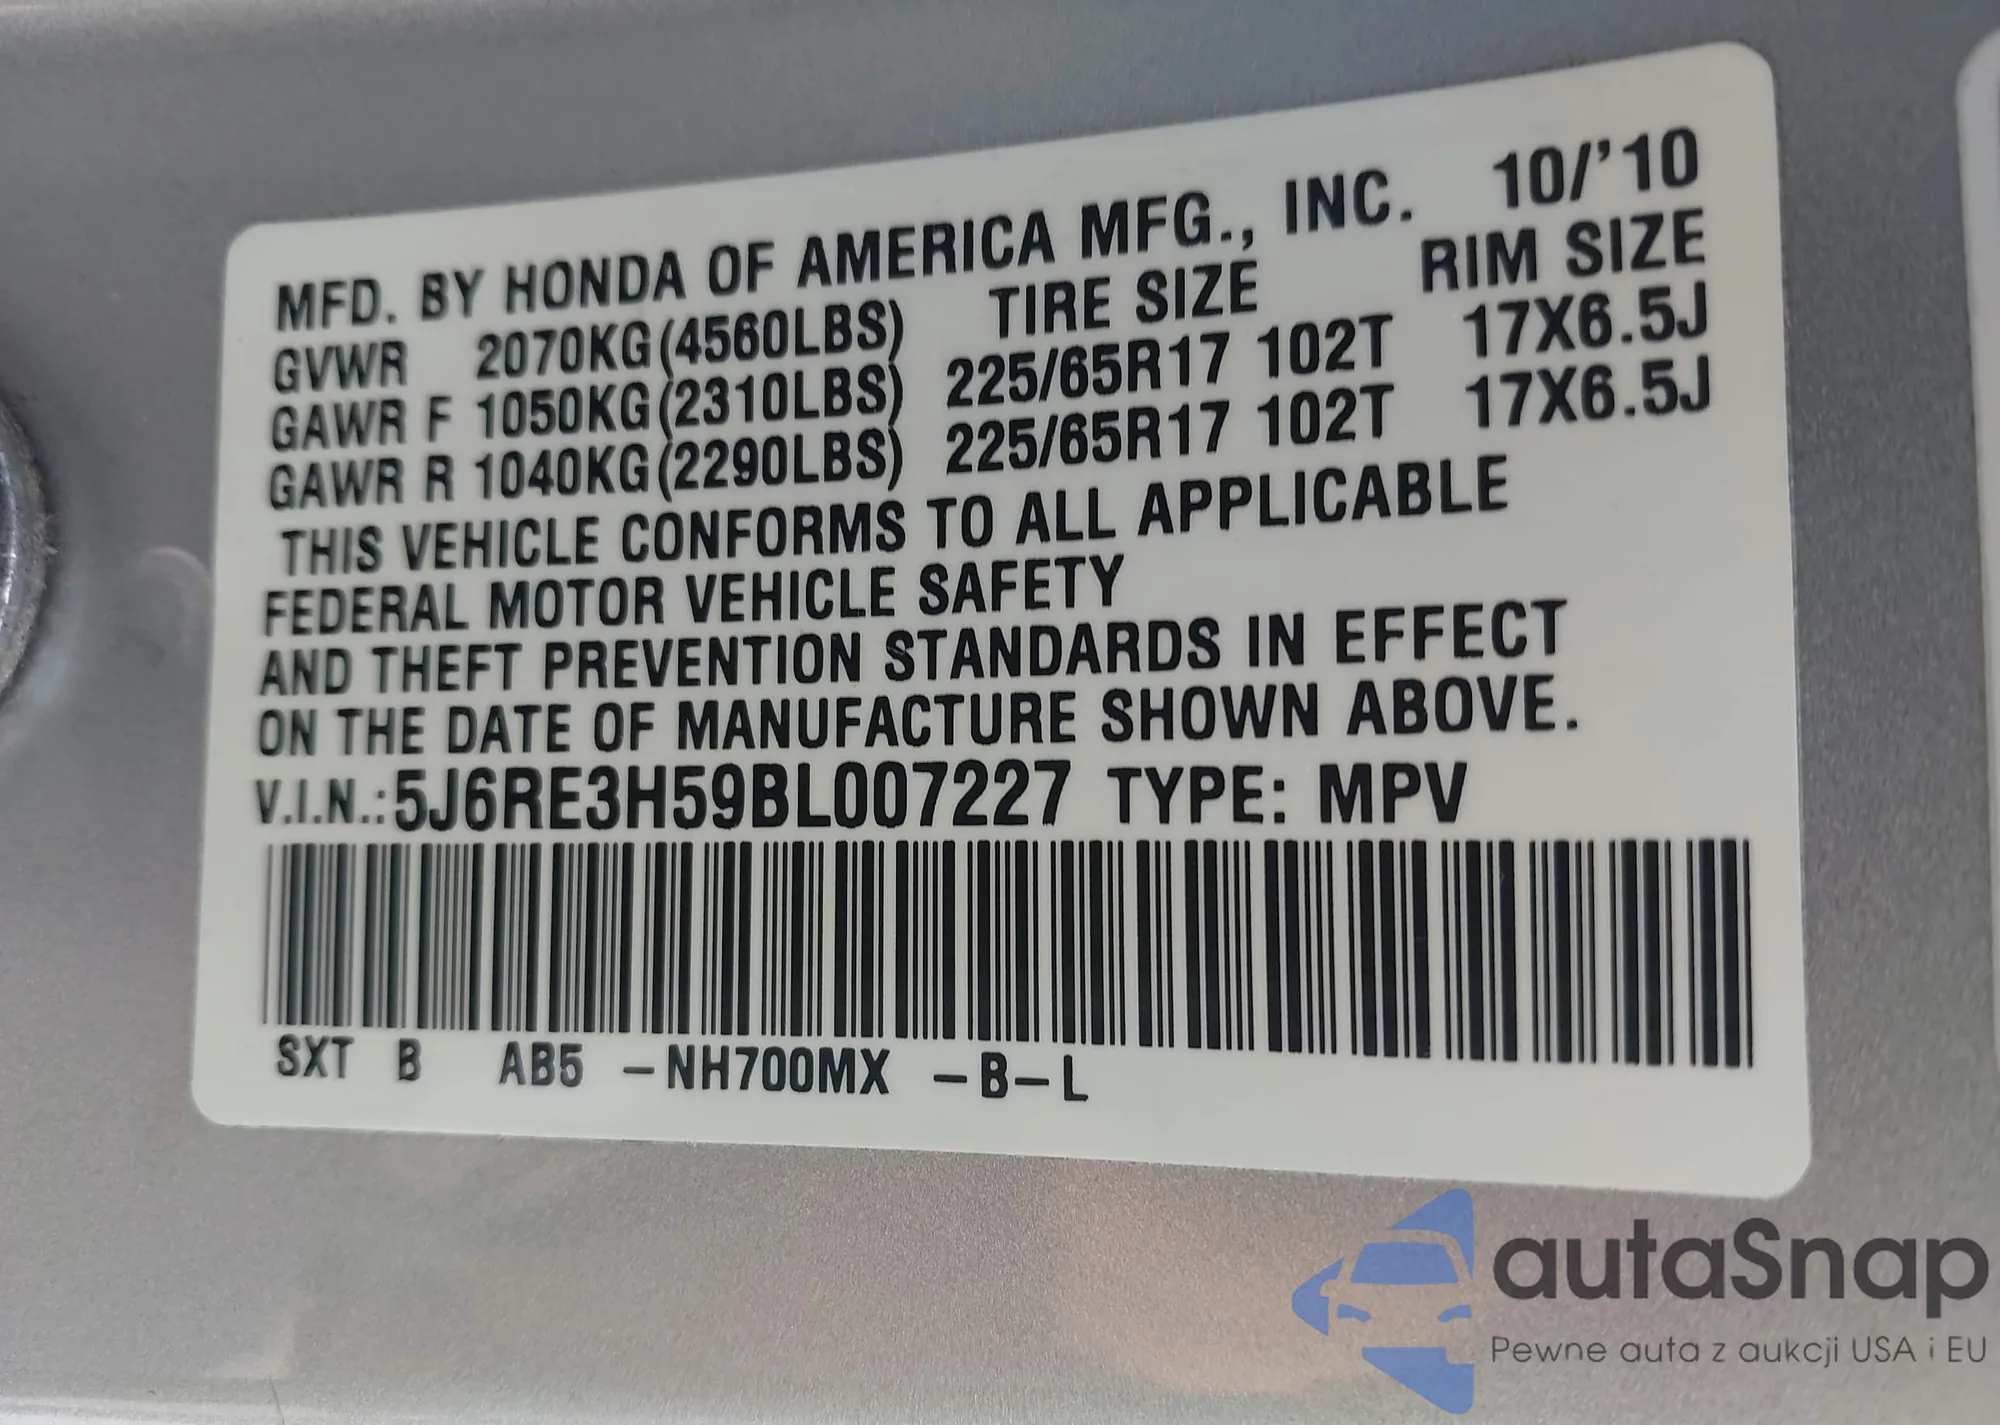 MFD. BY HONDA OF AMERICA MFG., INC. 10/'10
GVWR 2070KG(4560LBS) TIRE SIZE RIM SIZE
GAWR F 1050KG(2310LBS) 225/65R17 102T 17X6.5J
GAWR R 1040KG(2290LBS) 225/65R17 102T 17X6.5J
THIS VEHICLE CONFORMS TO ALL APPLICABLE
FEDERAL MOTOR VEHICLE SAFETY
AND THEFT PREVENTION STANDARDS IN EFFECT
ON THE DATE OF MANUFACTURE SHOWN ABOVE.
V.I.N.:5J6RE3H59BL007227 TYPE: MPV
SXT B AB5 -NH700MX -B-L
autaSnap
Pewne auta z aukcji USA i EU